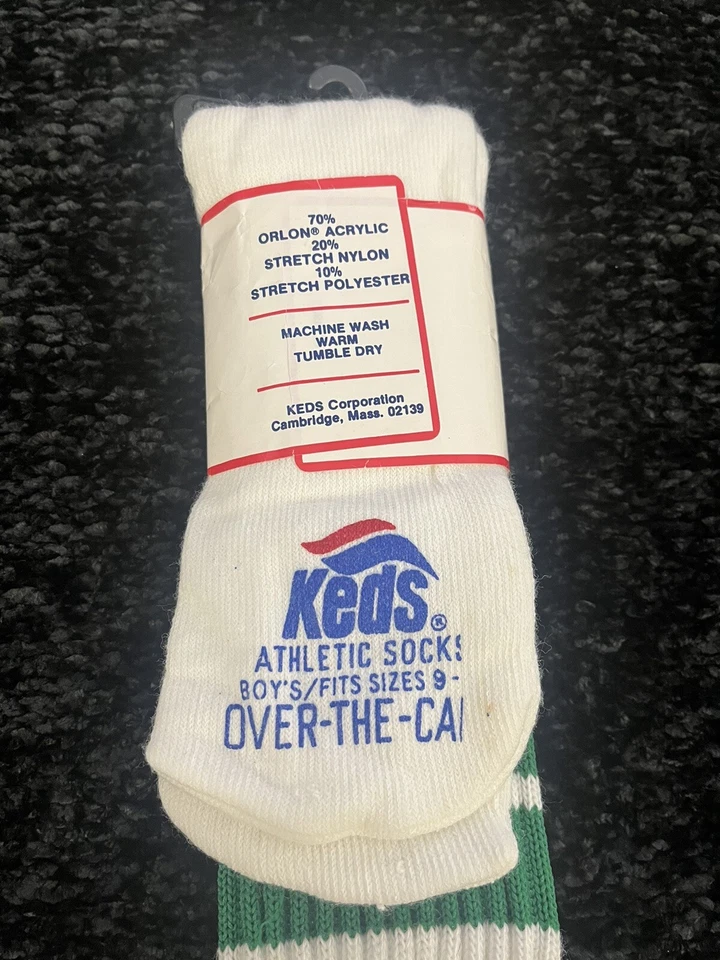 70%
ORLON® ACRYLIC
20%
STRETCH NYLON
10%
STRETCH POLYESTER
MACHINE WASH
WARM
TUMBLE DRY
KEDS Corporation
Cambridge, Mass. 02139
Keds®
ATHLETIC SOCKS
BOY'S/FITS SIZES 9 -
OVER-THE-CA